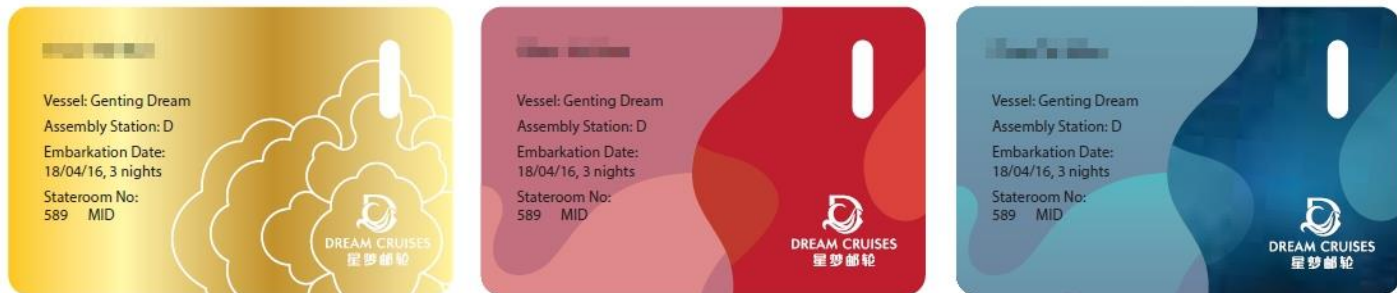 Vessel: Genting Dream
Assembly Station: D
Embarkation Date:
18/04/16, 3 nights
Stateroom No:
589 MID
DREAM CRUISES
星梦邮轮
Vessel: Genting Dream
Assembly Station: D
Embarkation Date:
18/04/16, 3 nights
Stateroom No:
589 MID
DREAM CRUISES
星梦邮轮
Vessel: Genting Dream
Assembly Station: D
Embarkation Date:
18/04/16, 3 nights
Stateroom No:
589 MID
DREAM CRUISES
星梦邮轮